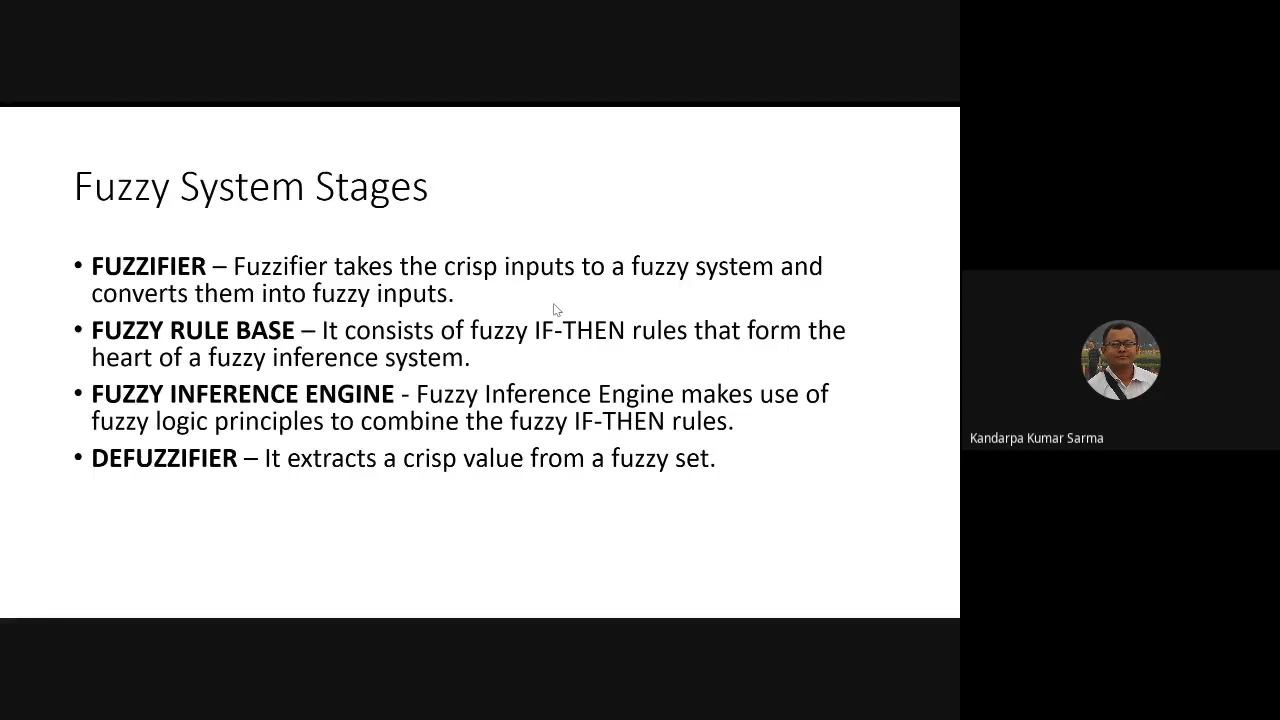 Fuzzy System Stages
• FUZZIFIER – Fuzzifier takes the crisp inputs to a fuzzy system and
converts them into fuzzy inputs.
• FUZZY RULE BASE – It consists of fuzzy IF-THEN rules that form the
heart of a fuzzy inference system.
• FUZZY INFERENCE ENGINE - Fuzzy Inference Engine makes use of
fuzzy logic principles to combine the fuzzy IF-THEN rules.
• DEFUZZIFIER – It extracts a crisp value from a fuzzy set.
Kandarpa Kumar Sarma